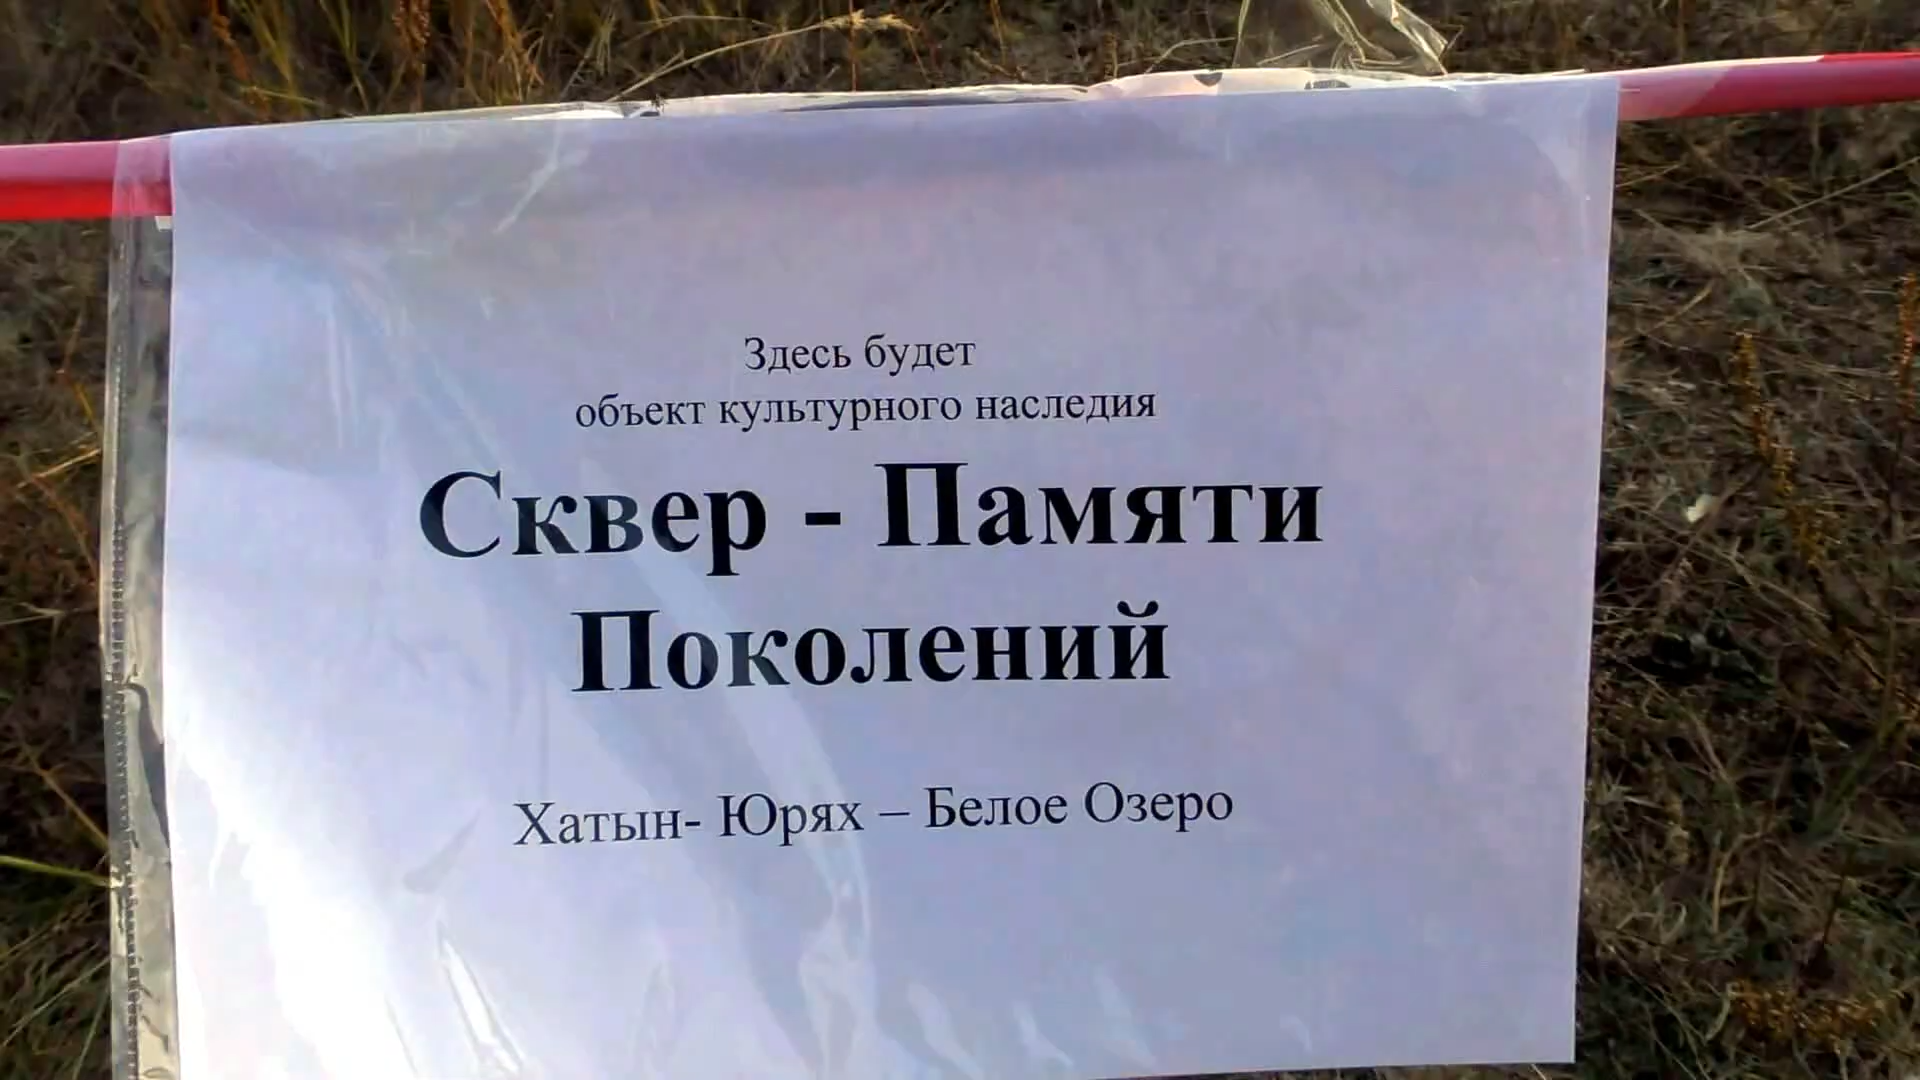 Здесь будет
объект культурного наследия
Сквер - Памяти
Поколений
Хатын- Юрях – Белое Озеро